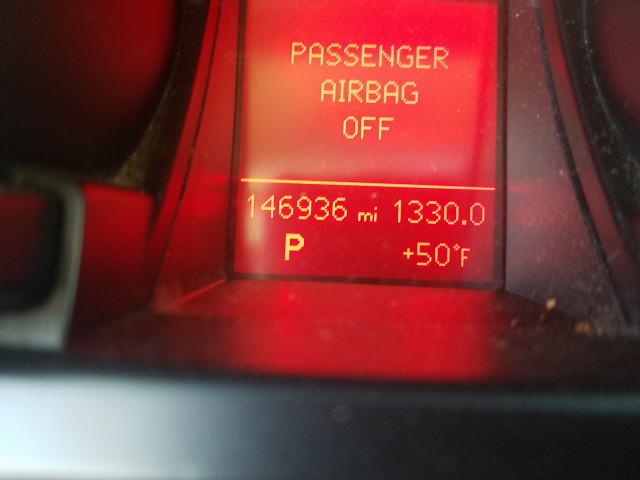 PASSENGER
AIRBAG
OFF
146936 mi 1330.0
P +50°F